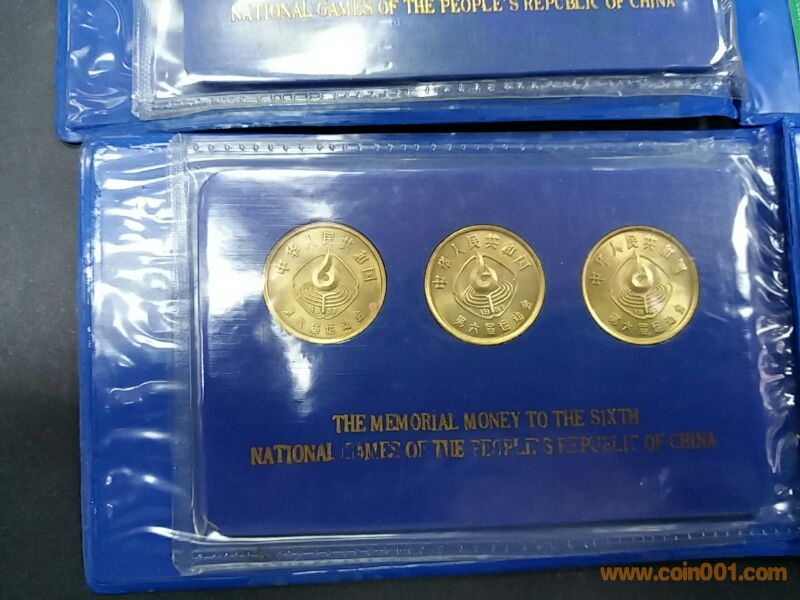 NATIONAL GAMES OF THE PEOPLE'S REPUBLIC OF CHINA
中华人民共和国
1987
第六届运动会
中华人民共和国
1987
第六届运动会
中华人民共和国
1987
第六届运动会
THE MEMORIAL MONEY TO THE SIXTH
NATIONAL GAMES OF THE PEOPLE'S REPUBLIC OF CHINA
www.coin001.com